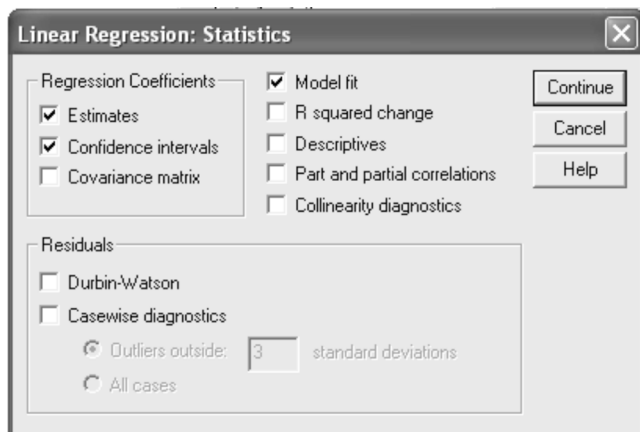 Linear Regression: Statistics
Regression Coefficients
Estimates
Confidence intervals
Covariance matrix
Model fit
R squared change
Descriptives
Part and partial correlations
Collinearity diagnostics
Continue
Cancel
Help
Residuals
Durbin-Watson
Casewise diagnostics
Outliers outside: 3 standard deviations
All cases